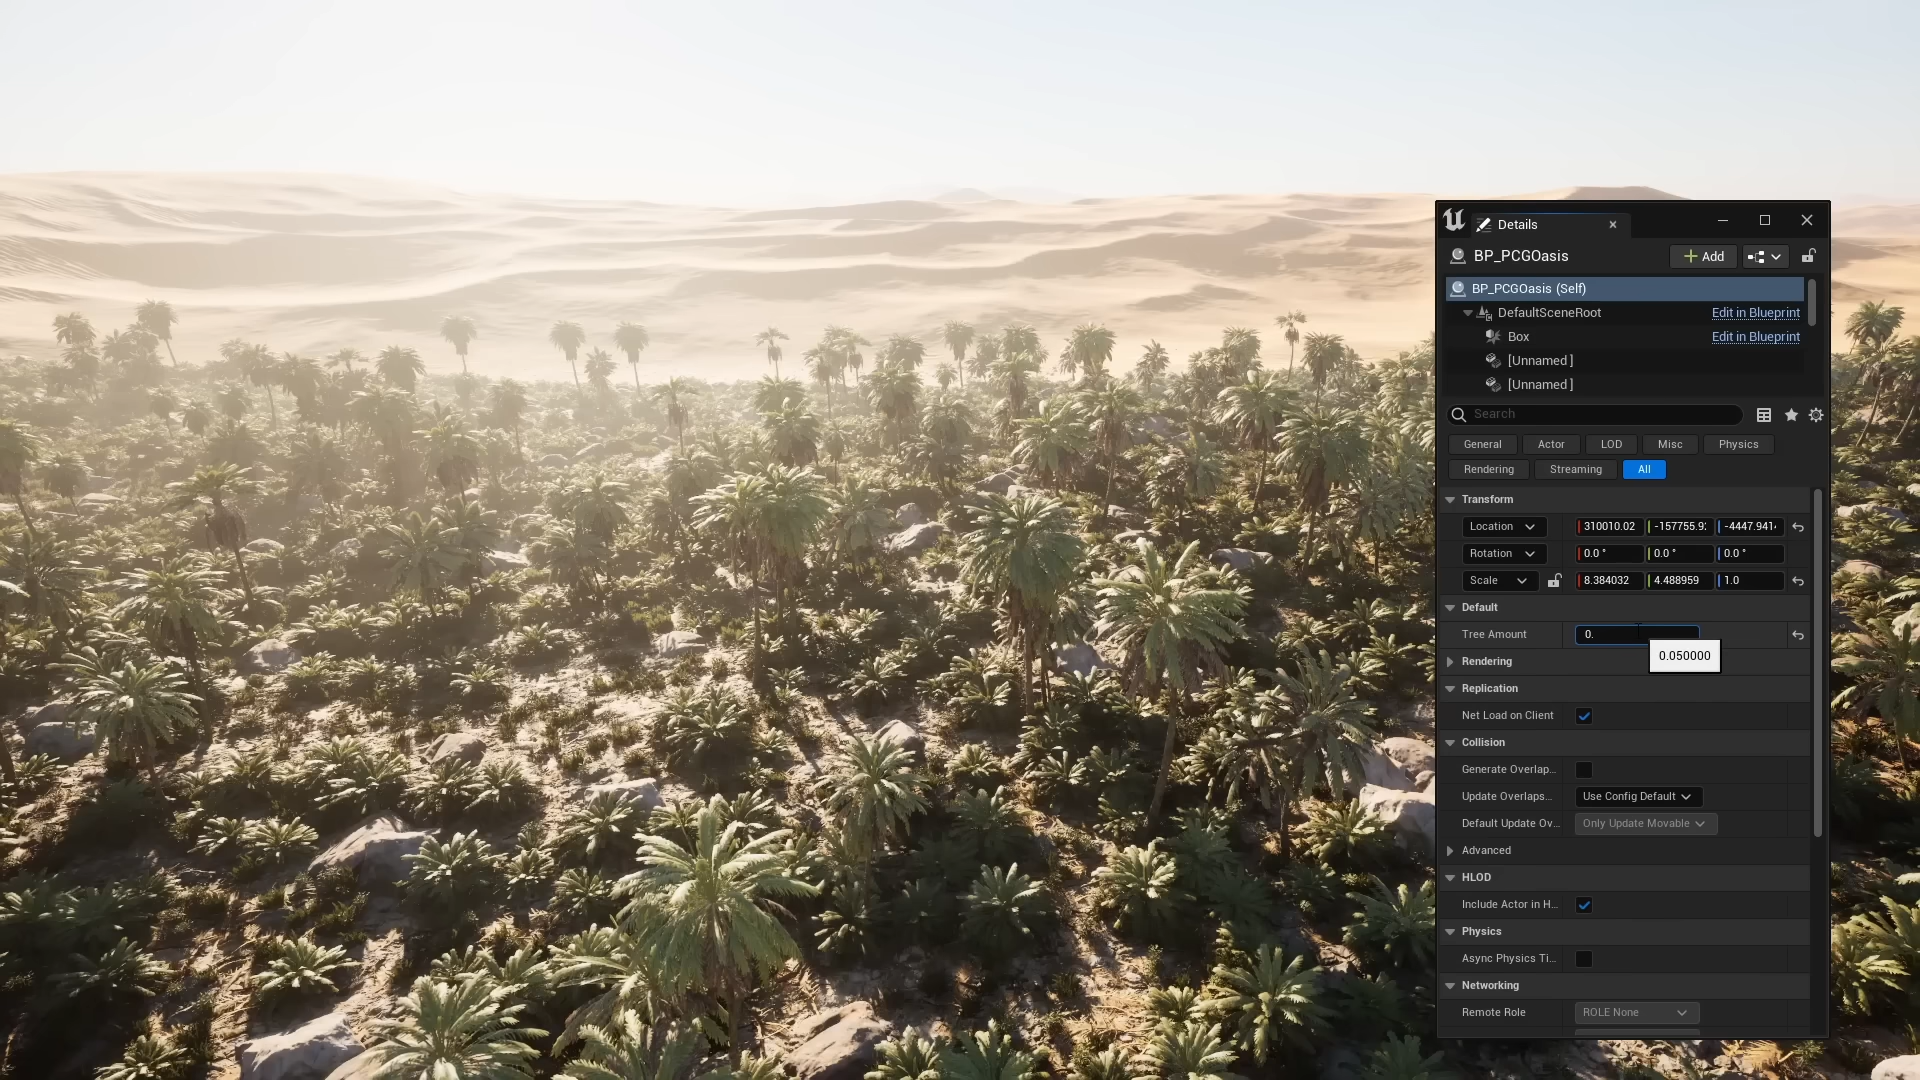 Details
BP_PCGOasis
Add
BP_PCGOasis (Self)
DefaultSceneRoot Edit in Blueprint
Box Edit in Blueprint
[Unnamed ]
[Unnamed ]
Search
General Actor LOD Misc Physics
Rendering Streaming All
Transform
Location 310010.02 -157755.92 -4447.941
Rotation 0.0 ° 0.0 ° 0.0 °
Scale 8.384032 4.488959 1.0
Default
Tree Amount 0.
0.050000
Rendering
Replication
Net Load on Client
Collision
Generate Overlap...
Update Overlaps... Use Config Default
Default Update Ov... Only Update Movable
Advanced
HLOD
Include Actor in H...
Physics
Async Physics Ti...
Networking
Remote Role ROLE None